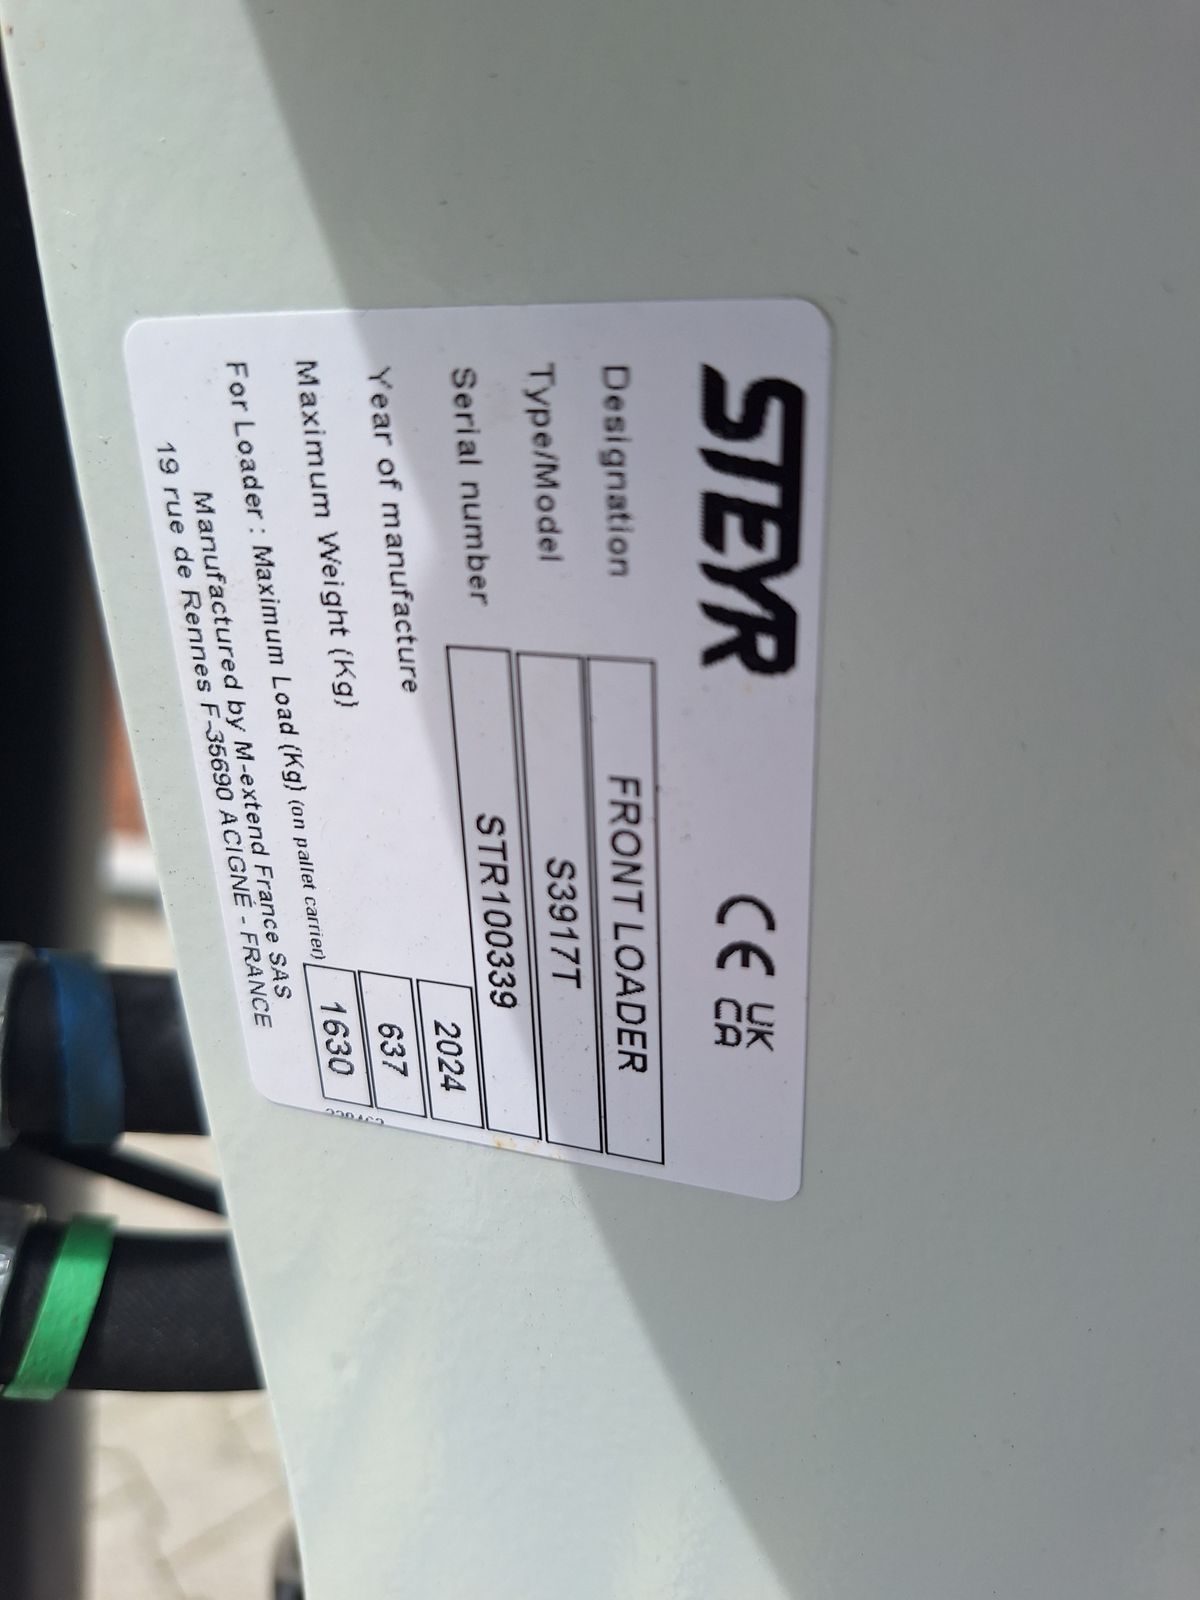 STEYR CE UK CA
Designation FRONT LOADER
Type/Model S3917T
Serial number STR100339
Year of manufacture 2024
Maximum Weight (Kg) 637
For Loader : Maximum Load (Kg) (on pallet carrier) 1630
Manufactured by M-extend France SAS
19 rue de Rennes F-35690 ACIGNÉ - FRANCE